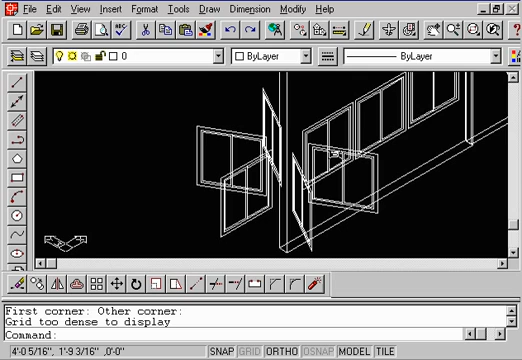 File Edit View Insert Format Tools Draw Dimension Modify Help
ABC
0 ByLayer ByLayer
First corner: Other corner:
Grid too dense to display
Command:
4'-0 5/16", 1'-9 3/16" ,0'-0" SNAP GRID ORTHO OSNAP MODEL TILE